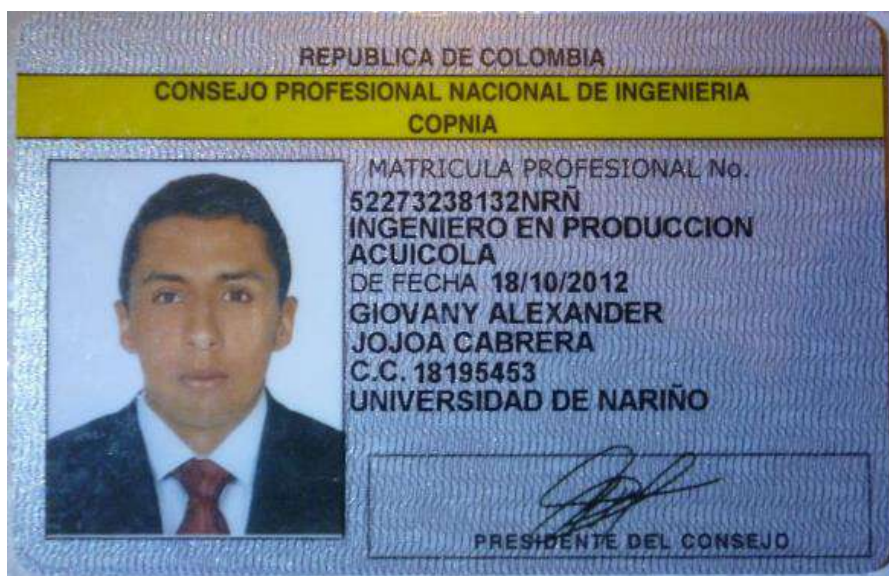 REPUBLICA DE COLOMBIA
CONSEJO PROFESIONAL NACIONAL DE INGENIERIA
COPNIA
MATRICULA PROFESIONAL No.
52273238132NRÑ
INGENIERO EN PRODUCCION
ACUICOLA
DE FECHA 18/10/2012
GIOVANY ALEXANDER
JOJOA CABRERA
C.C. 18195453
UNIVERSIDAD DE NARIÑO
PRESIDENTE DEL CONSEJO